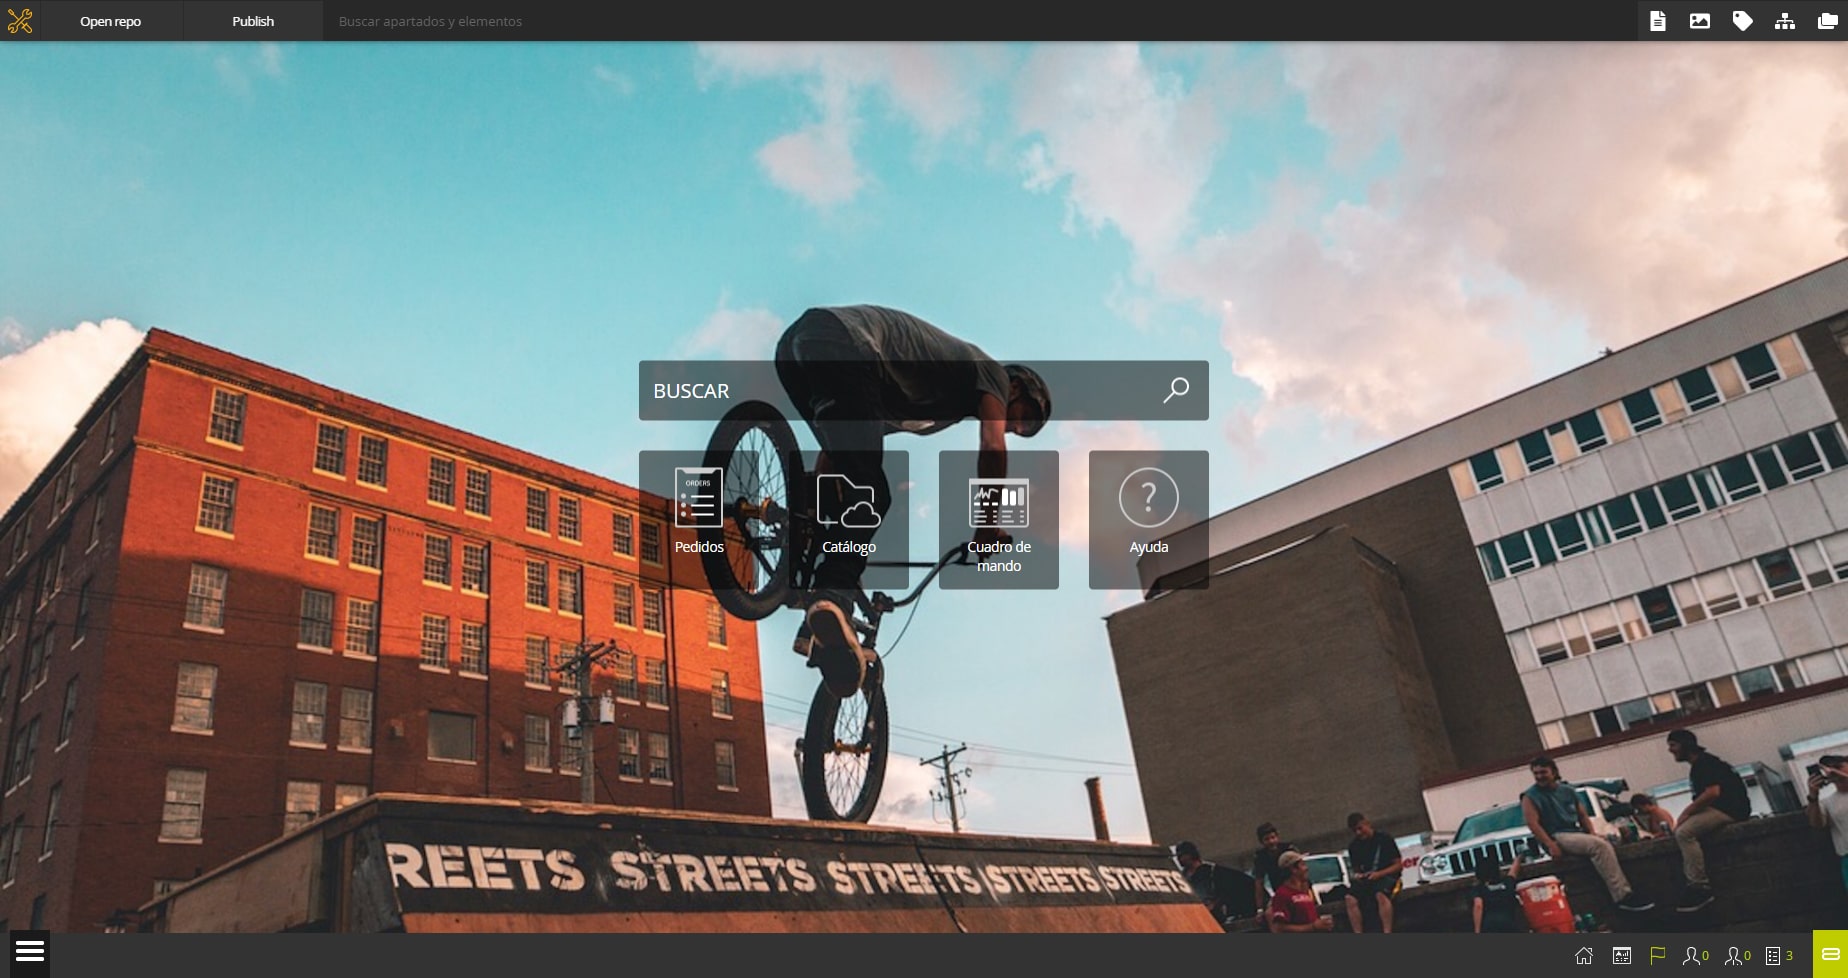 Open repo
Publish
Buscar apartados y elementos
BUSCAR
ORDERS
Pedidos
Catálogo
Cuadro de
mando
?
Ayuda
REETS STREETS STREETS STREETS STREETS
0
0
3